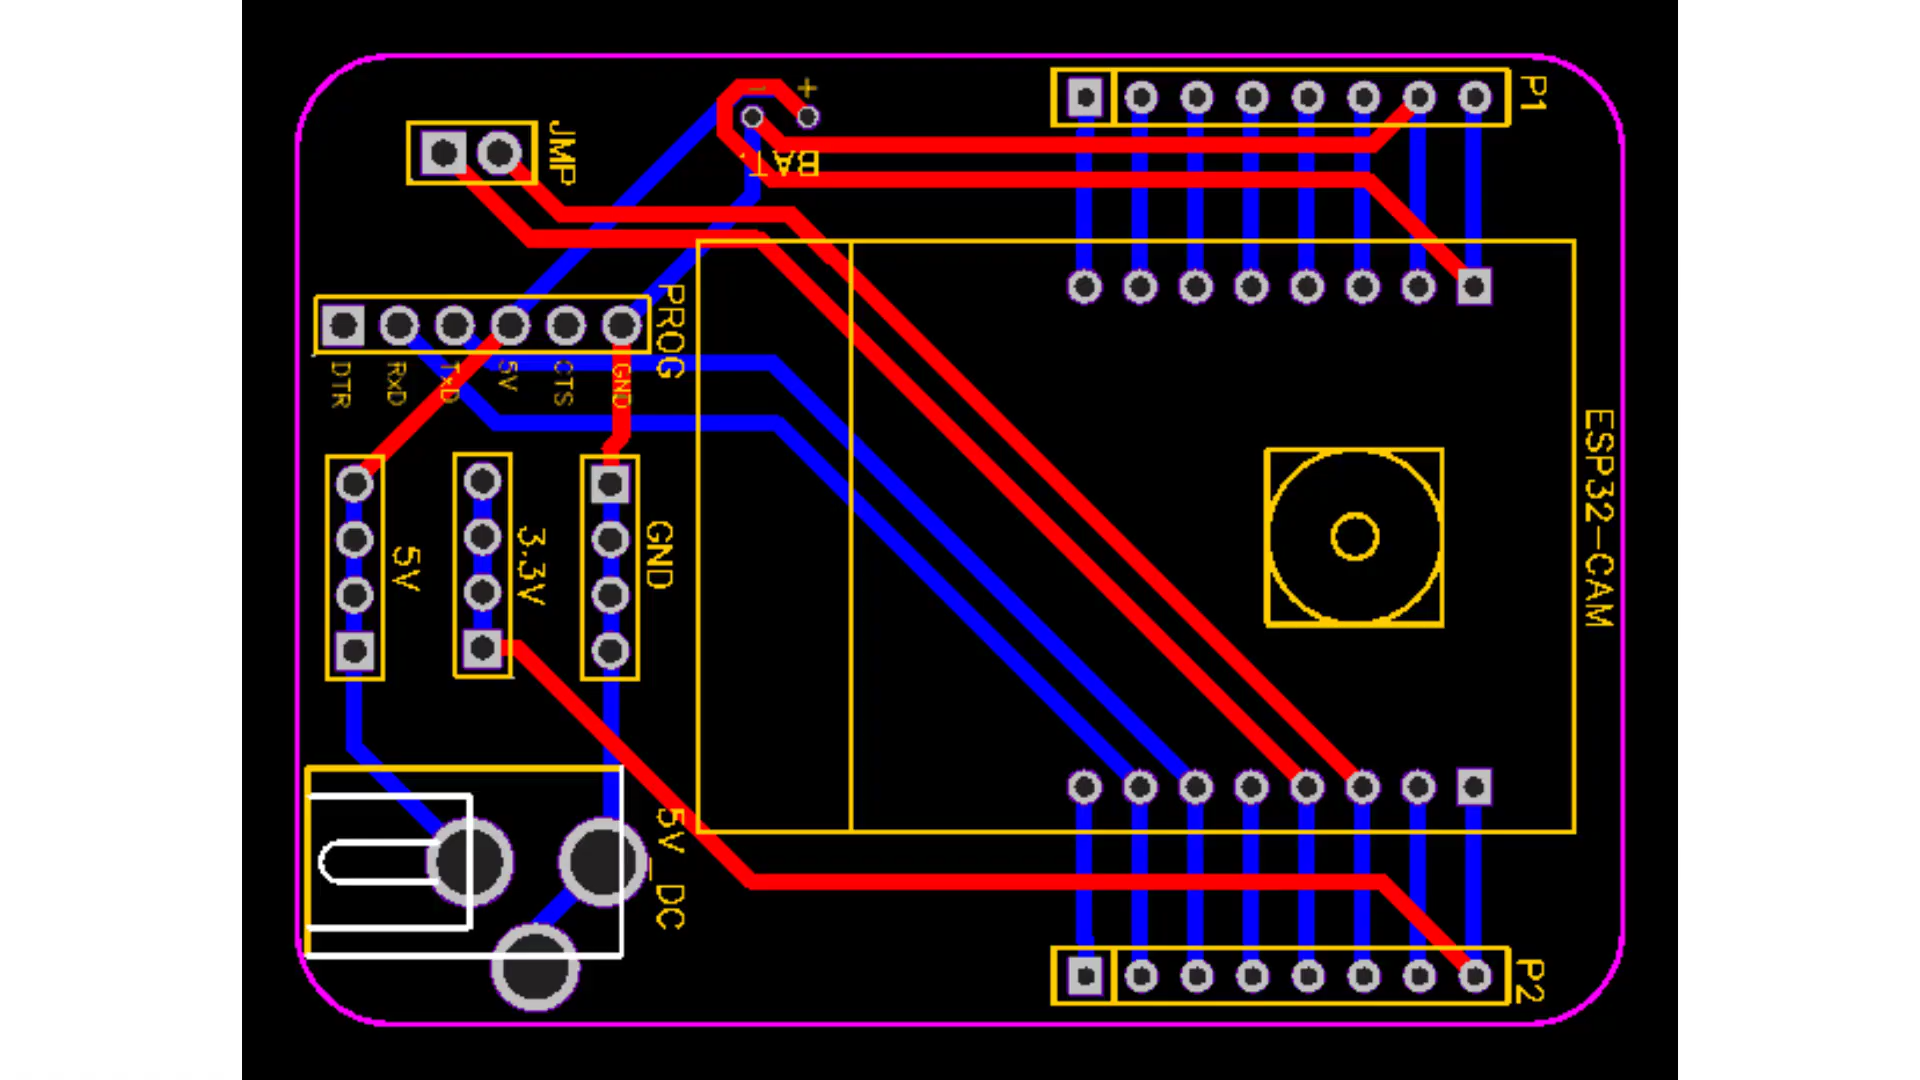 - +
BAT.
P1
JMP
PROG
DTR
RxD
TxD
5V
CTS
GND
5V
3.3V
GND
ESP32-CAM
5V_DC
P2